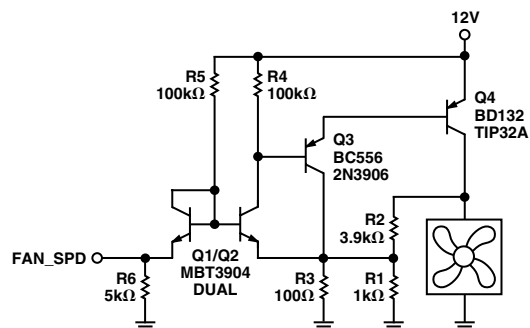 12V
R5
100kΩ
R4
100kΩ
Q4
BD132
TIP32A
Q3
BC556
2N3906
R2
3.9kΩ
FAN_SPD
Q1/Q2
MBT3904
DUAL
R6
5kΩ
R3
100Ω
R1
1kΩ